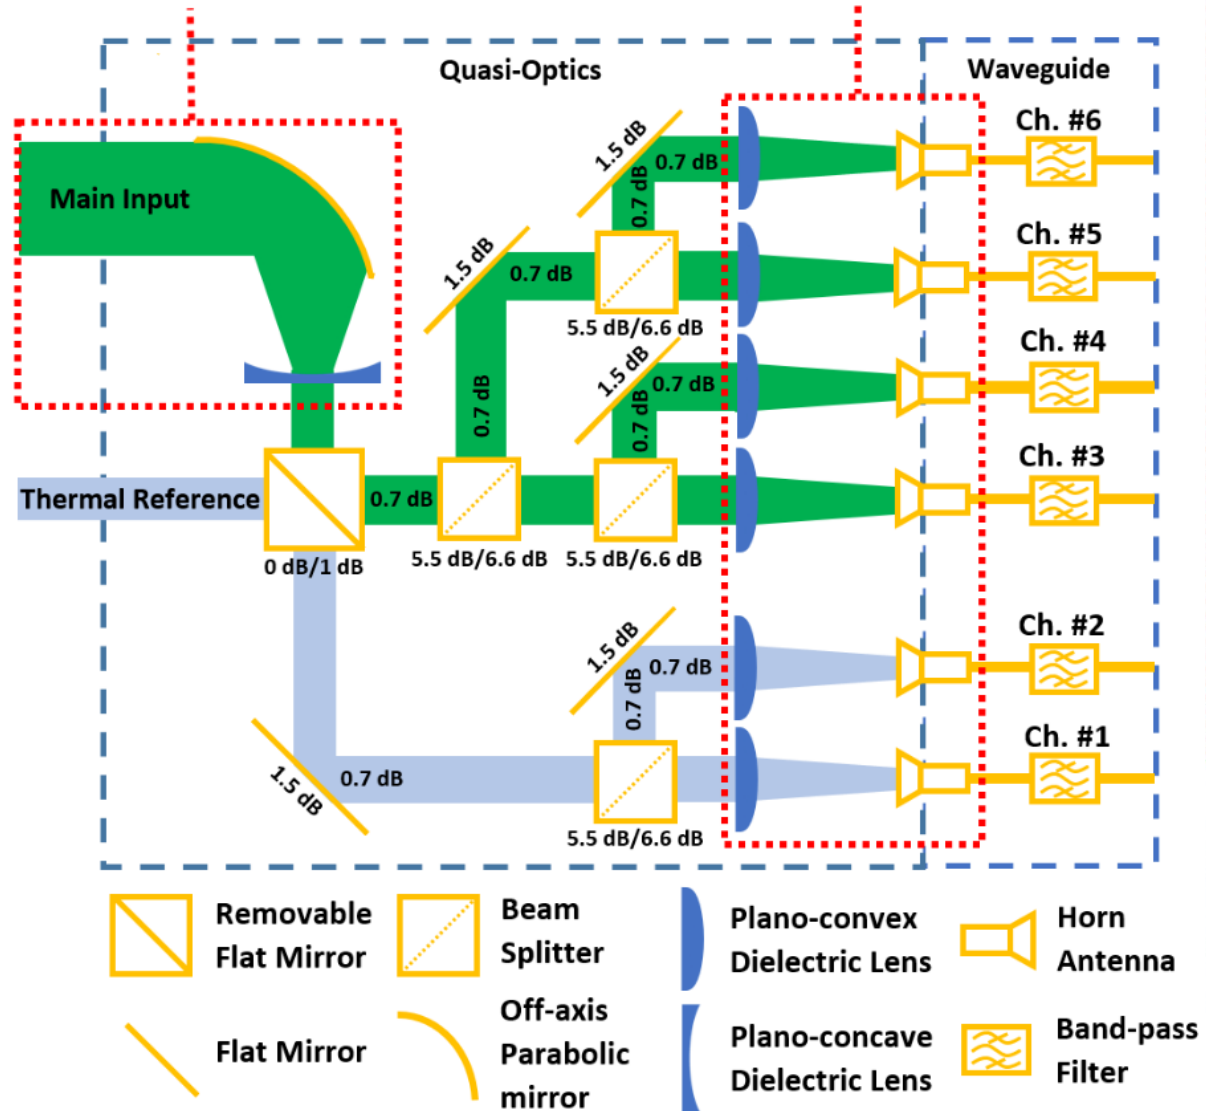 Quasi-Optics
Waveguide
Main Input
Thermal Reference
0 dB/1 dB
0.7 dB
5.5 dB/6.6 dB
0.7 dB
1.5 dB
0.7 dB
5.5 dB/6.6 dB
0.7 dB
1.5 dB
0.7 dB
5.5 dB/6.6 dB
0.7 dB
1.5 dB
0.7 dB
1.5 dB
0.7 dB
5.5 dB/6.6 dB
0.7 dB
1.5 dB
0.7 dB
Ch. #6
Ch. #5
Ch. #4
Ch. #3
Ch. #2
Ch. #1
Removable
Flat Mirror
Beam
Splitter
Plano-convex
Dielectric Lens
Horn
Antenna
Flat Mirror
Off-axis
Parabolic
mirror
Plano-concave
Dielectric Lens
Band-pass
Filter